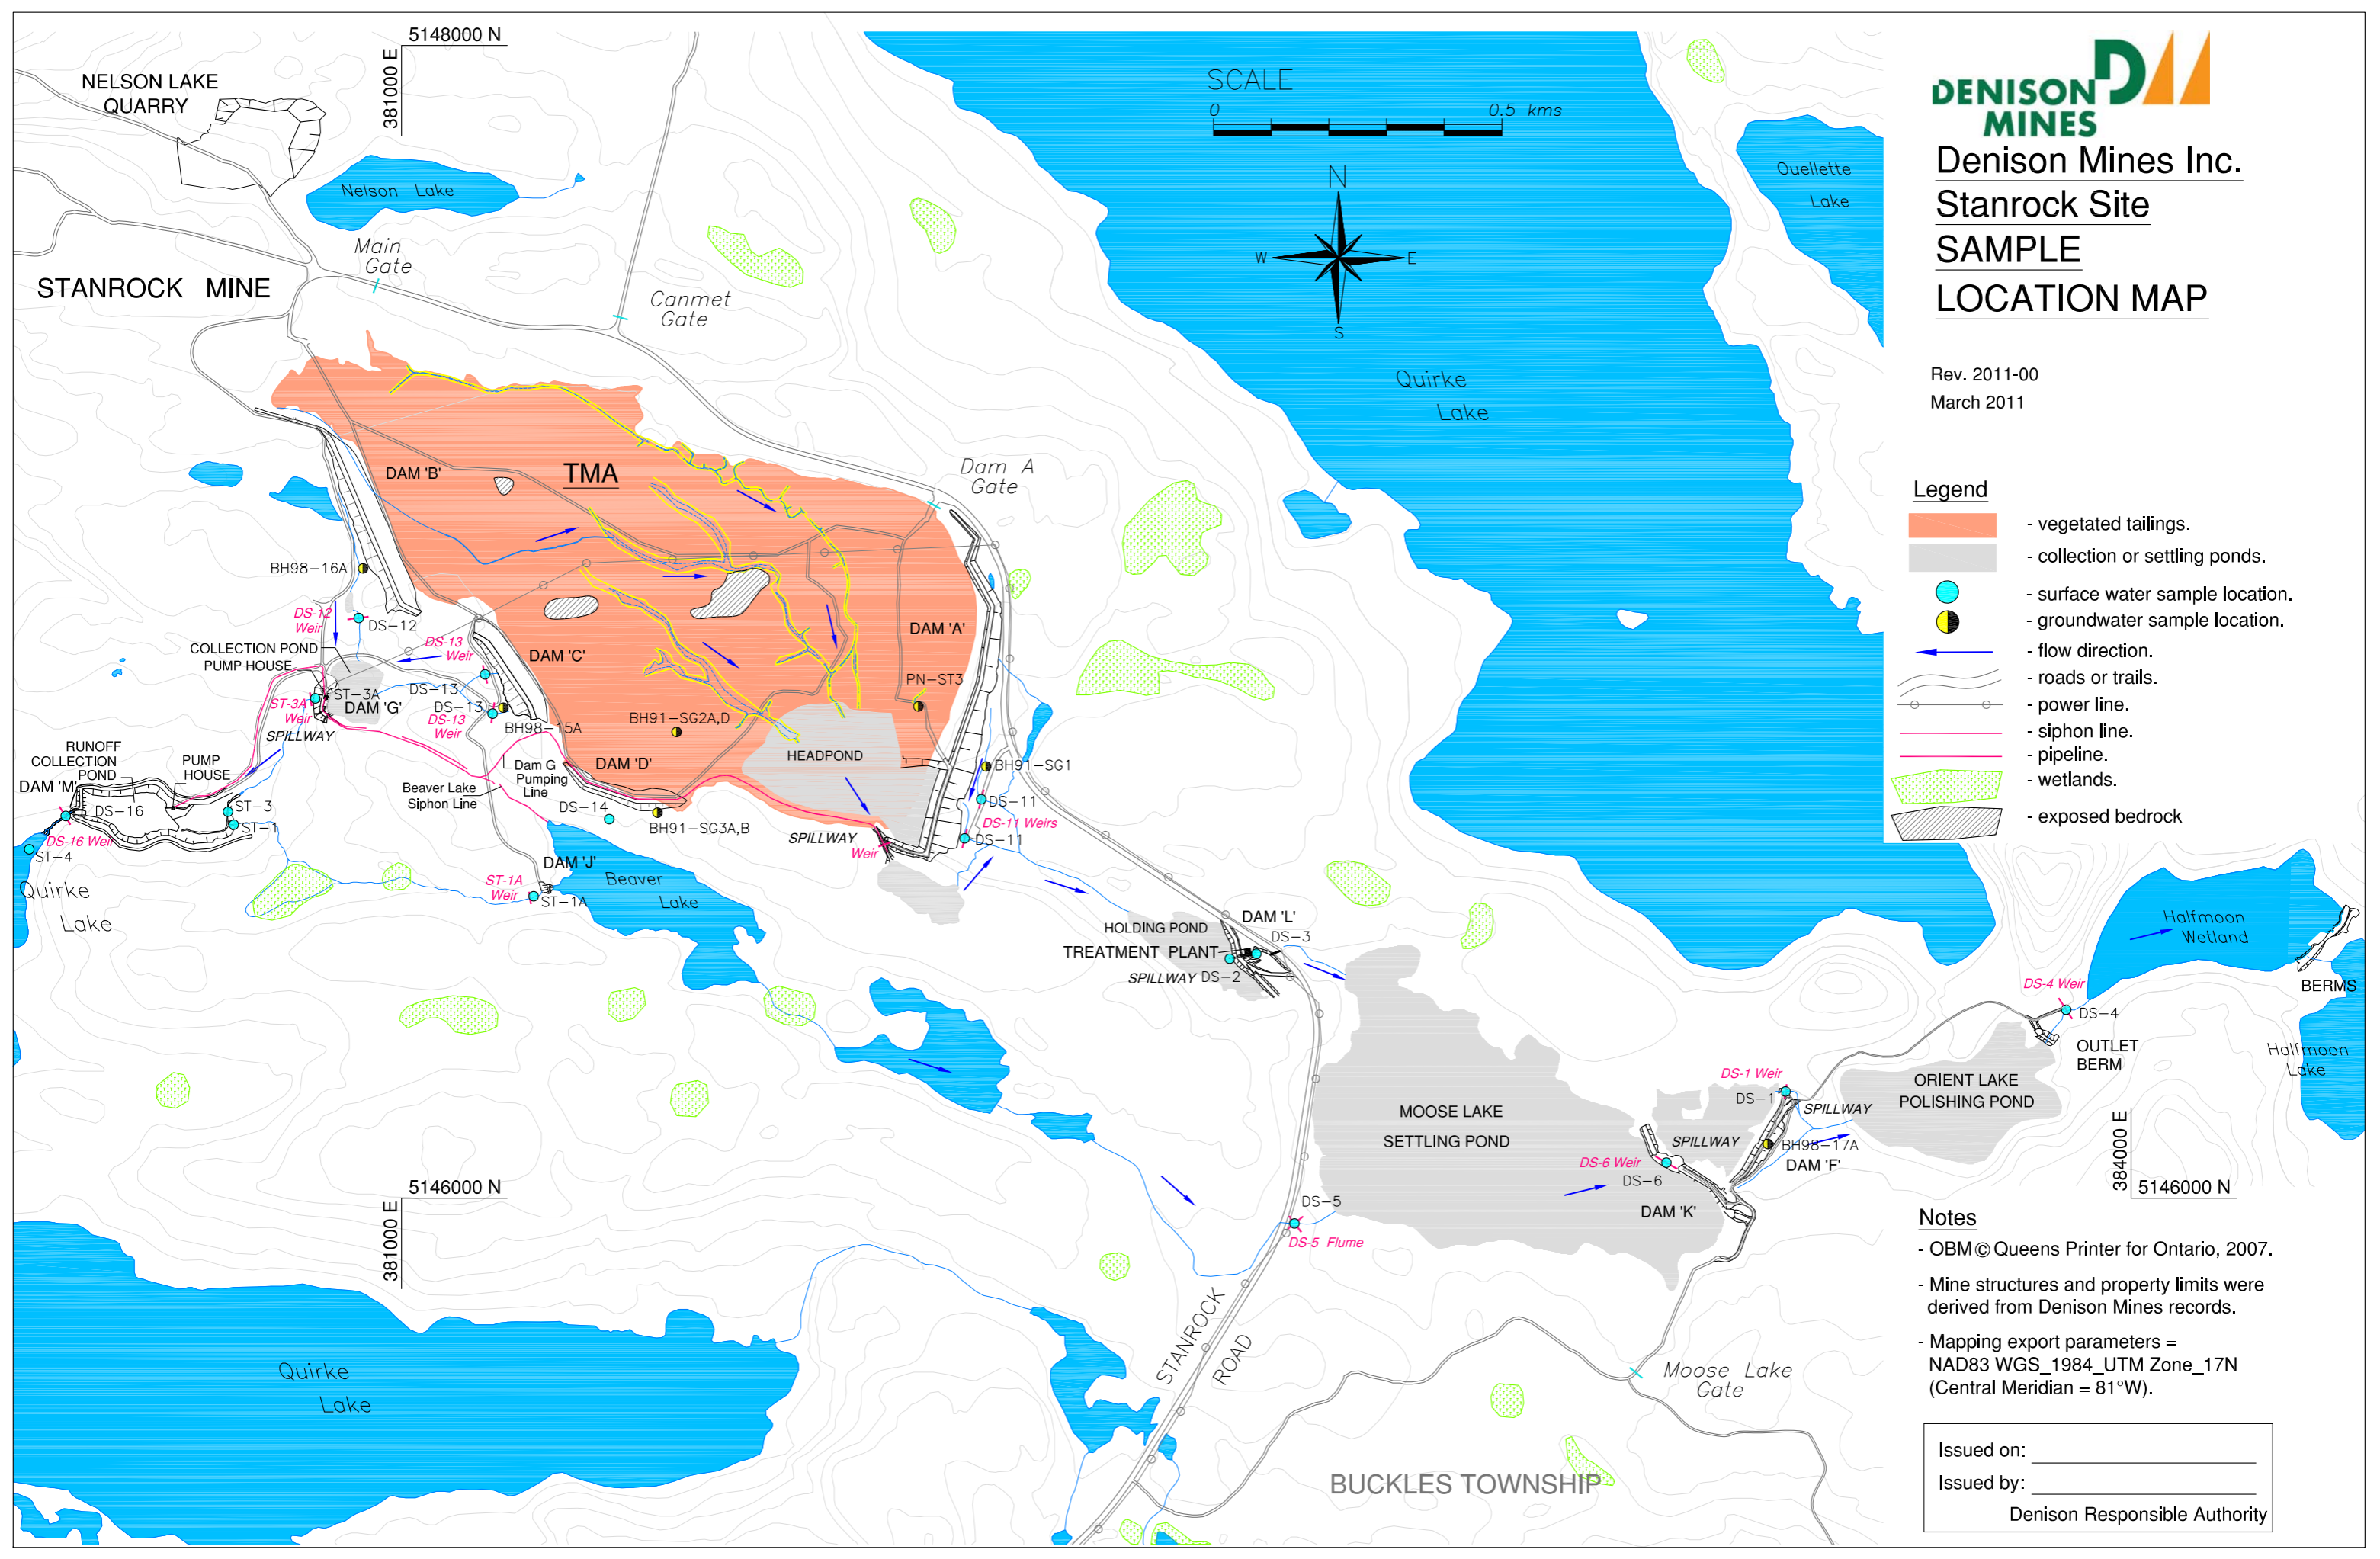 5148000 N
381000 E
NELSON LAKE
QUARRY
Nelson Lake
Main
Gate
STANROCK MINE
Canmet
Gate
SCALE
0 0.5 kms
N
W E
S
Quirke
Lake
Ouellette
Lake
DENISON
MINES
Denison Mines Inc.
Stanrock Site
SAMPLE
LOCATION MAP
Rev. 2011-00
March 2011
Legend
- vegetated tailings.
- collection or settling ponds.
- surface water sample location.
- groundwater sample location.
- flow direction.
- roads or trails.
- power line.
- siphon line.
- pipeline.
- wetlands.
- exposed bedrock
DAM 'B'
TMA
Dam A
Gate
BH98-16A
DS-12
Weir
DS-12
COLLECTION POND
PUMP HOUSE
DS-13
Weir
DAM 'C'
DAM 'A'
DS-13
ST-3A
ST-3A
Weir
DAM 'G'
DS-13
DS-13
Weir
BH98-15A
SPILLWAY
BH91-SG2A,D
PN-ST3
HEADPOND
RUNOFF
COLLECTION
POND
PUMP
HOUSE
DAM 'M'
DS-16
ST-3
ST-1
DS-16 Weir
ST-4
Quirke
Lake
Dam G
Pumping
Line
DAM 'D'
Beaver Lake
Siphon Line
DS-14
BH91-SG3A,B
BH91-SG1
DS-11
DS-11 Weirs
DS-11
SPILLWAY
Weir
DAM 'J'
Beaver
Lake
ST-1A
Weir
ST-1A
HOLDING POND
DAM 'L'
DS-3
TREATMENT PLANT
SPILLWAY
DS-2
Halfmoon
Wetland
DS-4 Weir
DS-4
BERMS
OUTLET
BERM
Halfmoon
Lake
DS-1 Weir
DS-1
ORIENT LAKE
POLISHING POND
SPILLWAY
MOOSE LAKE
SETTLING POND
SPILLWAY
BH98-17A
DAM 'F'
DS-6 Weir
DS-6
DAM 'K'
DS-5
DS-5 Flume
384000 E
5146000 N
5146000 N
381000 E
Quirke
Lake
STANROCK
ROAD
Moose Lake
Gate
BUCKLES TOWNSHIP
Notes
- OBM © Queens Printer for Ontario, 2007.
- Mine structures and property limits were
derived from Denison Mines records.
- Mapping export parameters =
NAD83 WGS_1984_UTM Zone_17N
(Central Meridian = 81°W).
Issued on:
Issued by:
Denison Responsible Authority